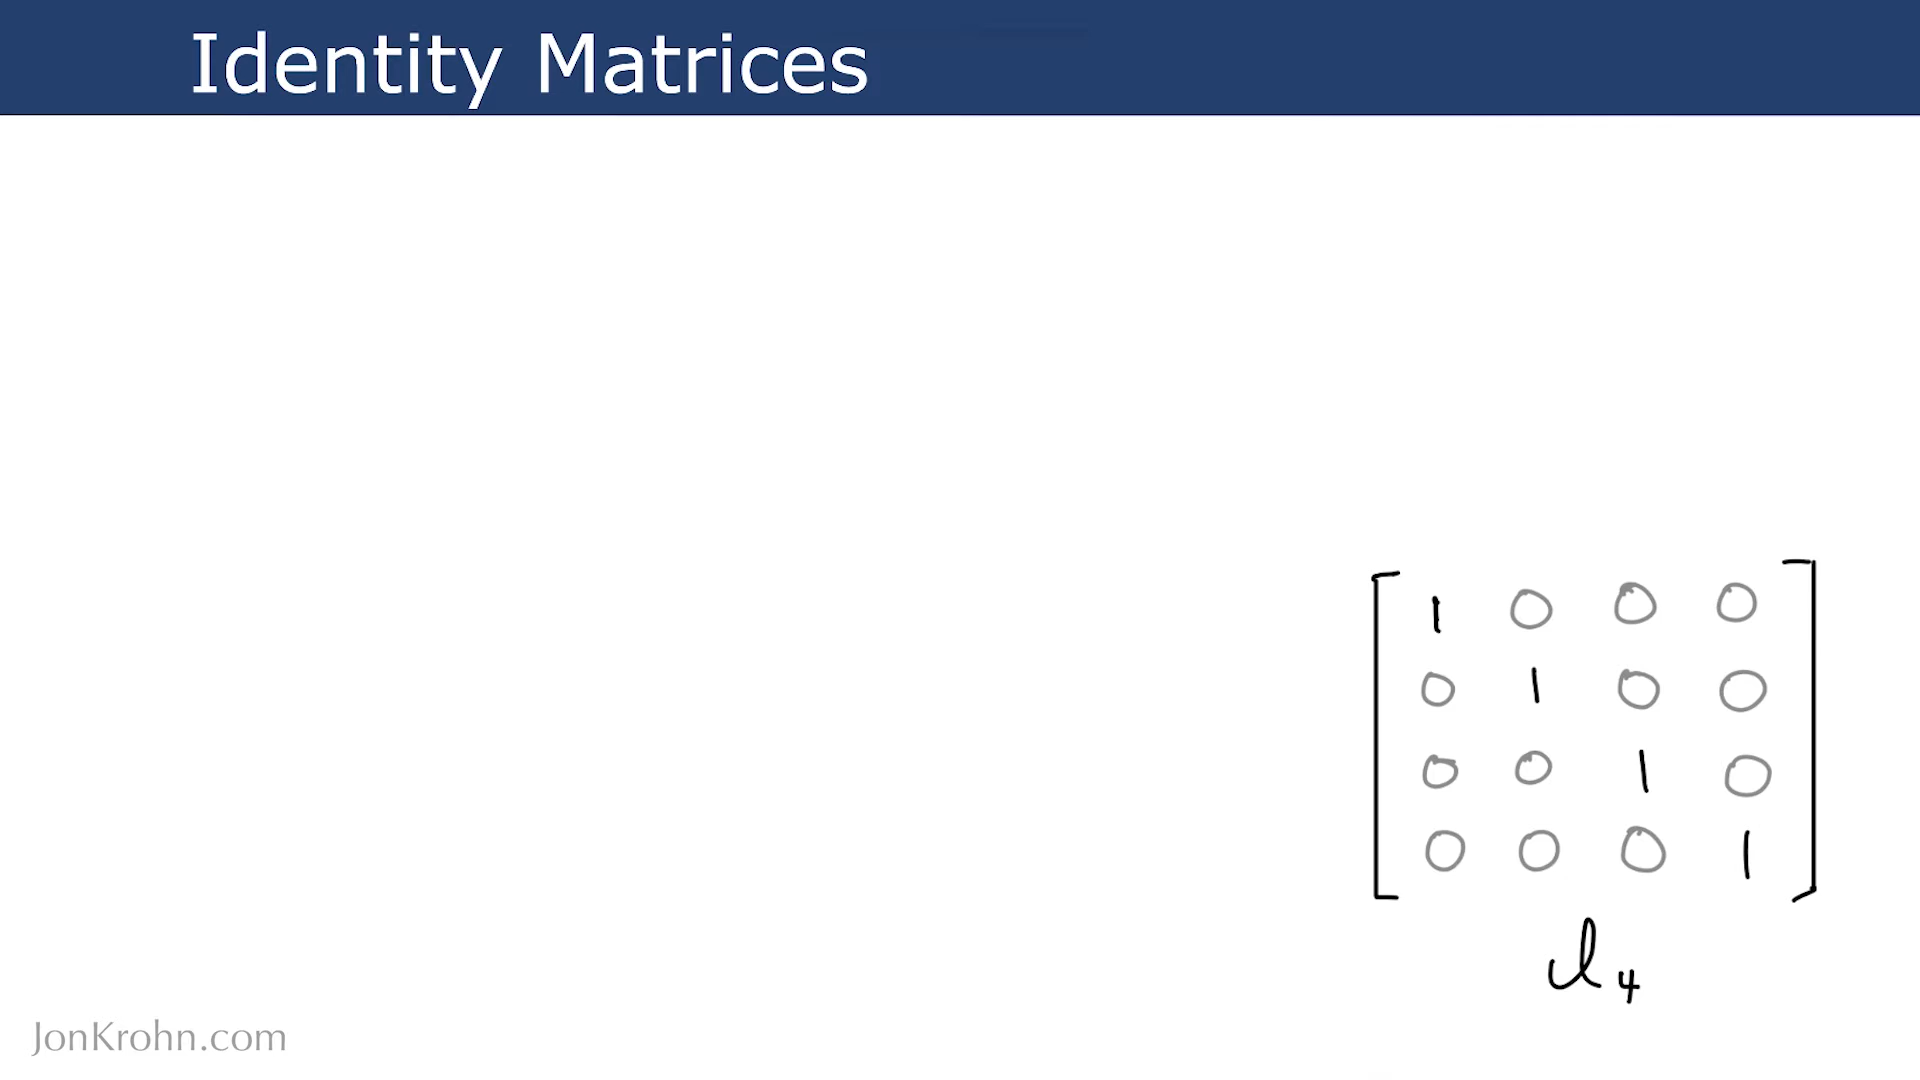 Identity Matrices
1 0 0 0
0 1 0 0
0 0 1 0
0 0 0 1
I4
JonKrohn.com